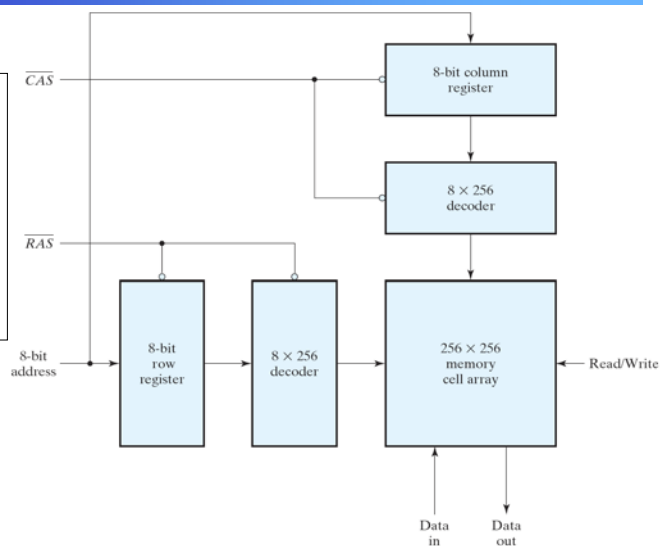 8-bit column
register
CAS
8 × 256
decoder
RAS
8-bit
address
8-bit
row
register
8 × 256
decoder
256 × 256
memory
cell array
Read/Write
Data
in
Data
out